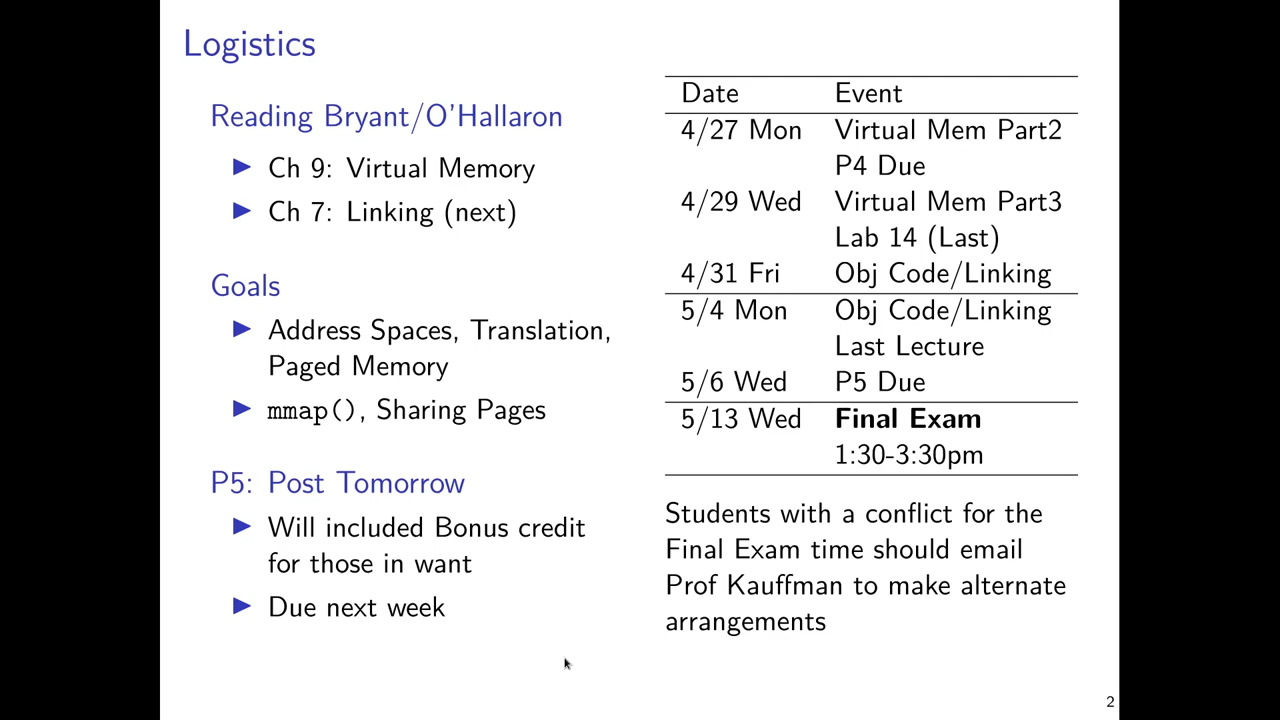 Logistics
Reading Bryant/O'Hallaron
▶ Ch 9: Virtual Memory
▶ Ch 7: Linking (next)
Goals
▶ Address Spaces, Translation,
Paged Memory
▶ mmap(), Sharing Pages
P5: Post Tomorrow
▶ Will included Bonus credit
for those in want
▶ Due next week
Date Event
4/27 Mon Virtual Mem Part2
P4 Due
4/29 Wed Virtual Mem Part3
Lab 14 (Last)
4/31 Fri Obj Code/Linking
5/4 Mon Obj Code/Linking
Last Lecture
5/6 Wed P5 Due
5/13 Wed Final Exam
1:30-3:30pm
Students with a conflict for the
Final Exam time should email
Prof Kauffman to make alternate
arrangements
2